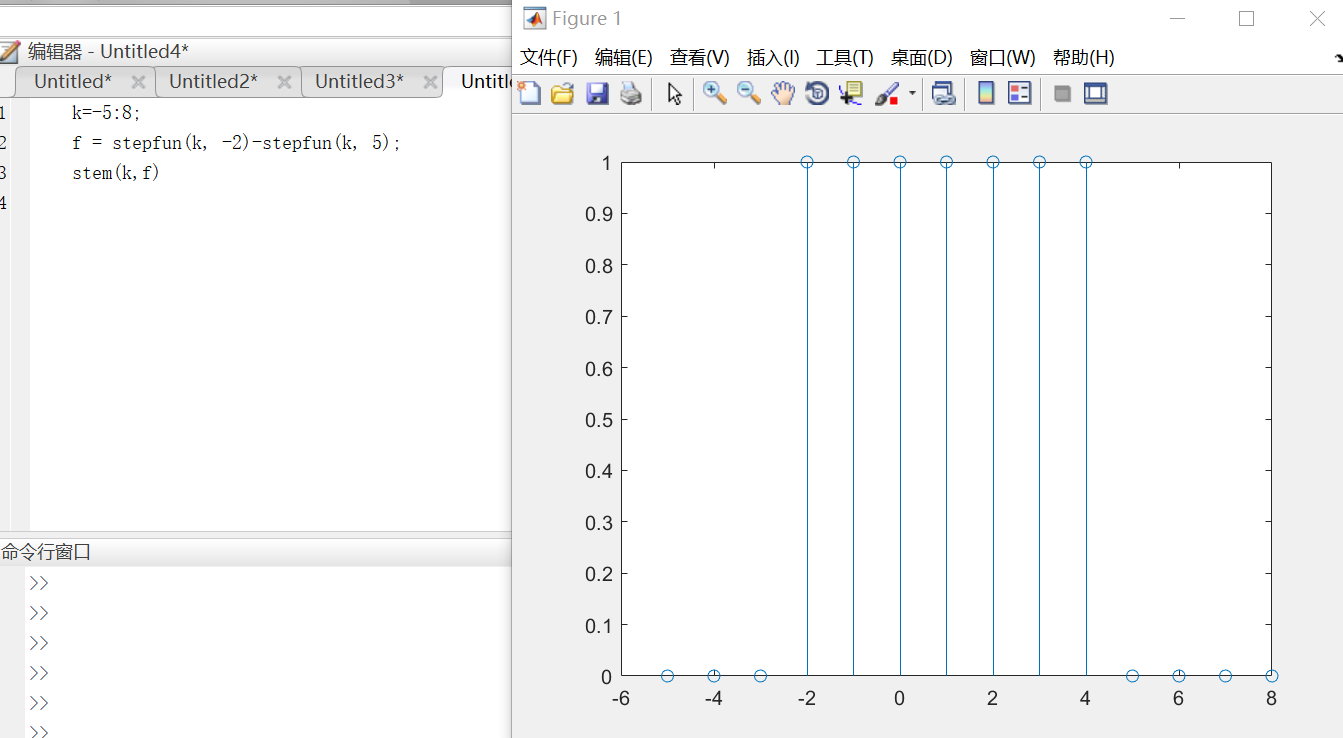 编辑器 - Untitled4*
Untitled* Untitled2* Untitled3* Untitl
1 k=-5:8;
2 f = stepfun(k, -2)-stepfun(k, 5);
3 stem(k,f)
4
命令行窗口
>>
>>
>>
>>
>>
>>
Figure 1
文件(F) 编辑(E) 查看(V) 插入(I) 工具(T) 桌面(D) 窗口(W) 帮助(H)
1
0.9
0.8
0.7
0.6
0.5
0.4
0.3
0.2
0.1
0
-6 -4 -2 0 2 4 6 8